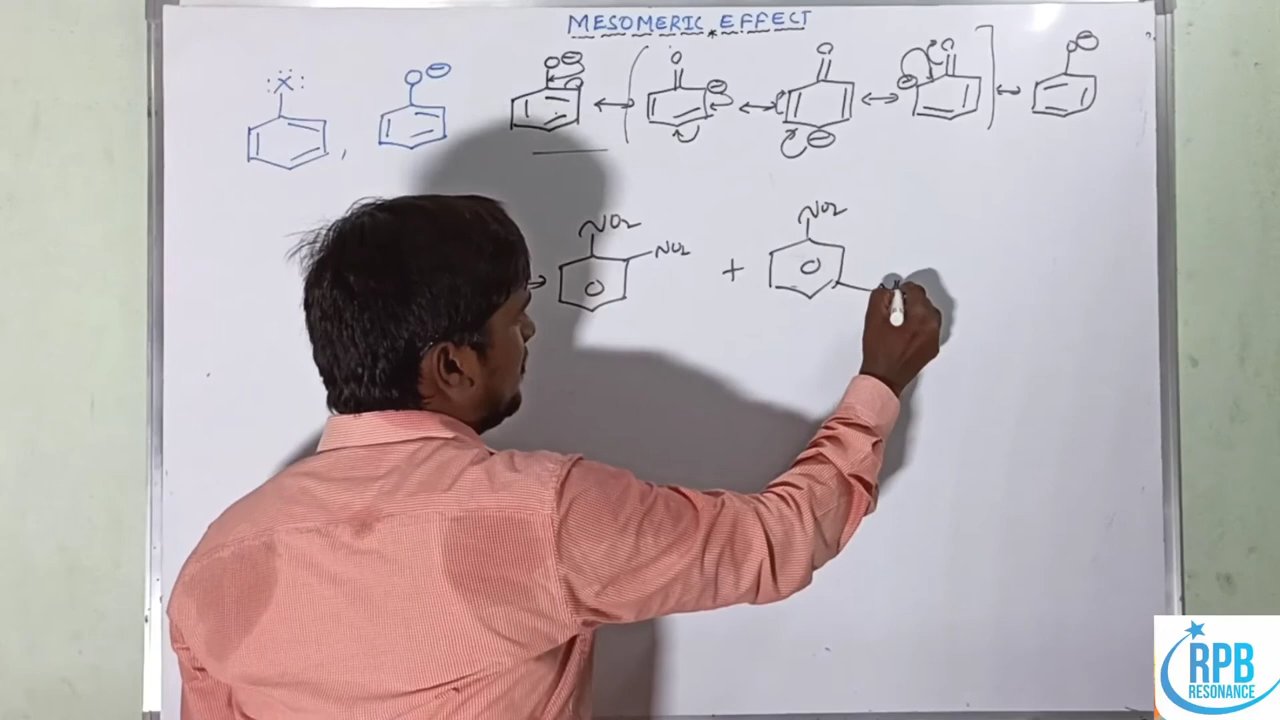 MESOMERIC EFFECT
:Ẍ: , O⊖ O⊖ ↔ [ O ⊖ ↔ O ⊖ ↔ O ⊖ ] ↔ O⊖
→ NO2 NO2 + NO2
RPB
RESONANCE